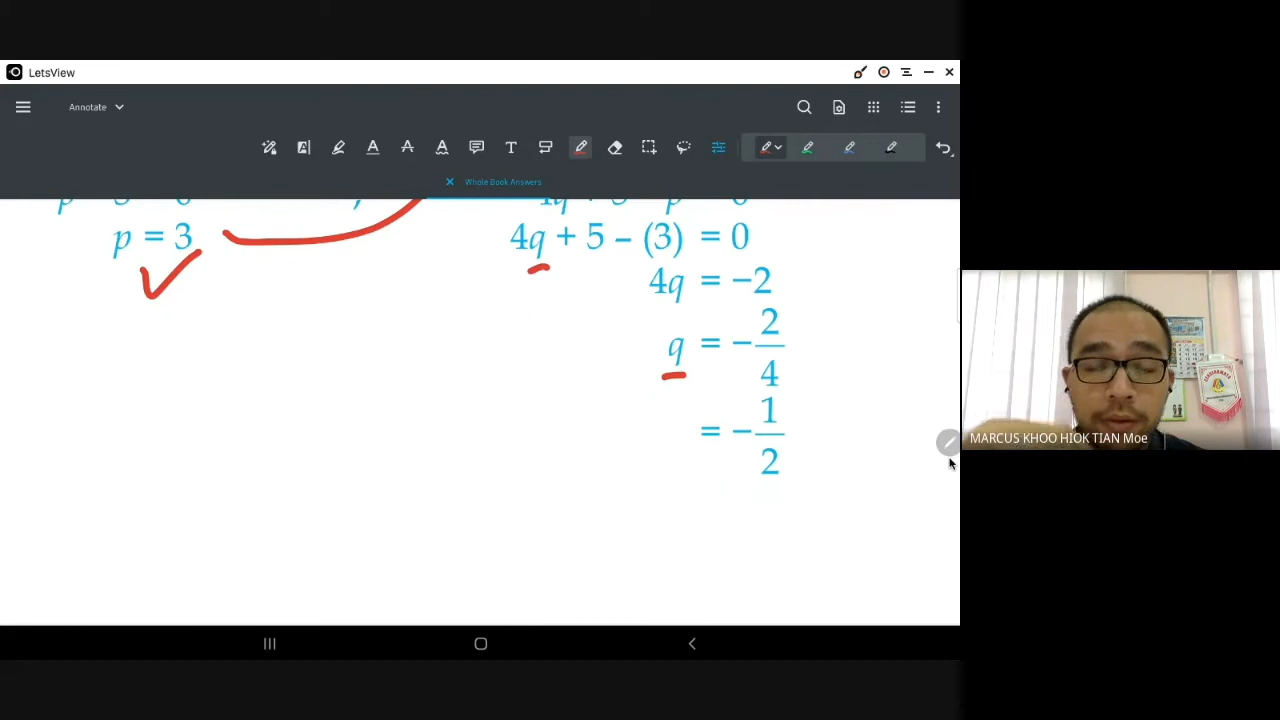 LetsView
Annotate
Whole Book Answers
p = 3
4q + 5 – (3) = 0
4q = –2
q = –2/4
= –1/2
MARCUS KHOO HIOK TIAN Moe